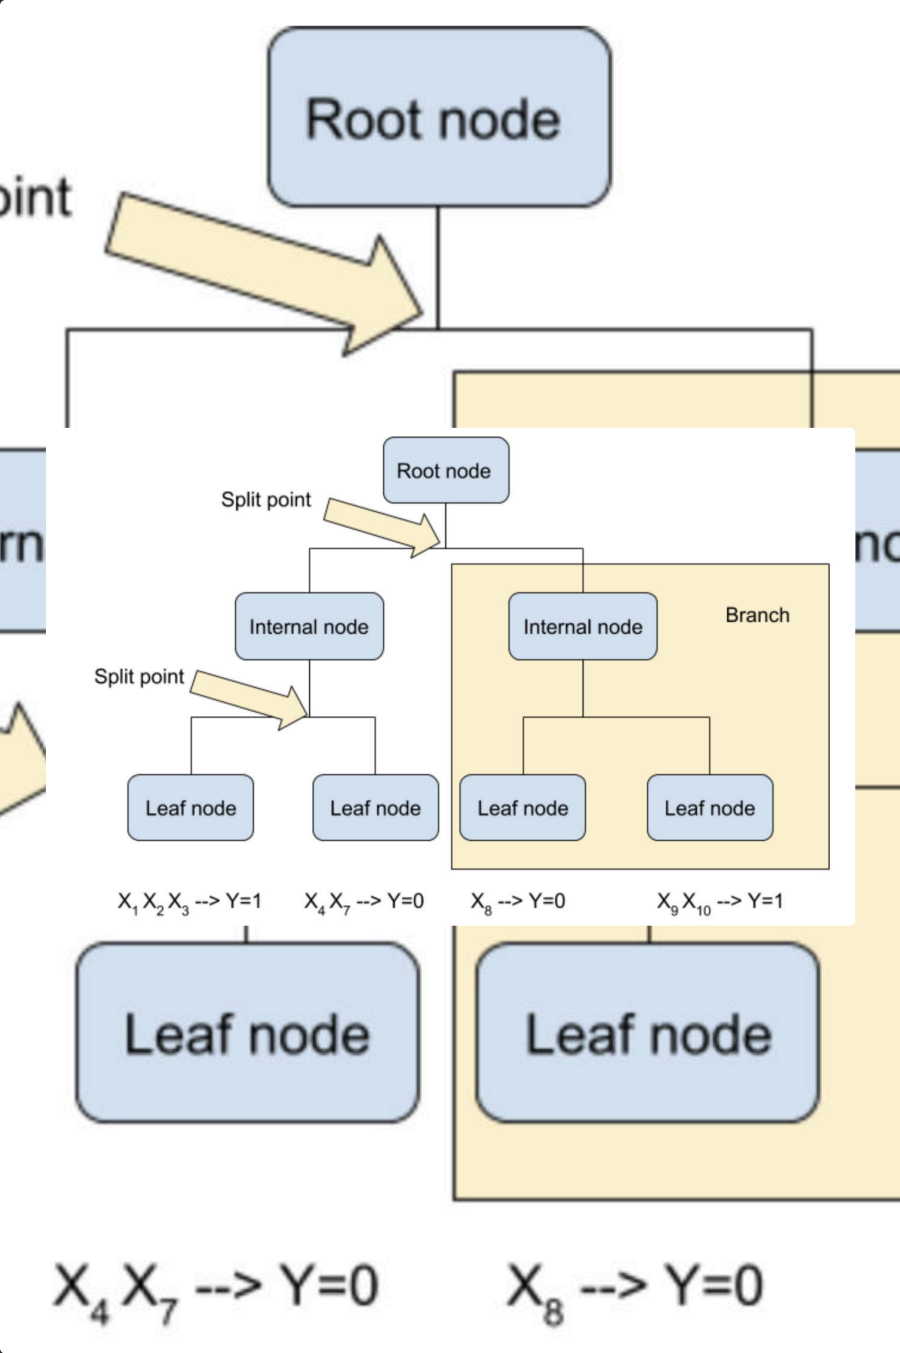 Root node
oint
Root node
Split point
rn
Internal node
Internal node
Branch
no
Split point
Leaf node
Leaf node
Leaf node
Leaf node
X₁ X₂ X₃ --> Y=1
X₄ X₇ --> Y=0
X₈ --> Y=0
X₉ X₁₀ --> Y=1
Leaf node
Leaf node
X₄ X₇ --> Y=0
X₈ --> Y=0